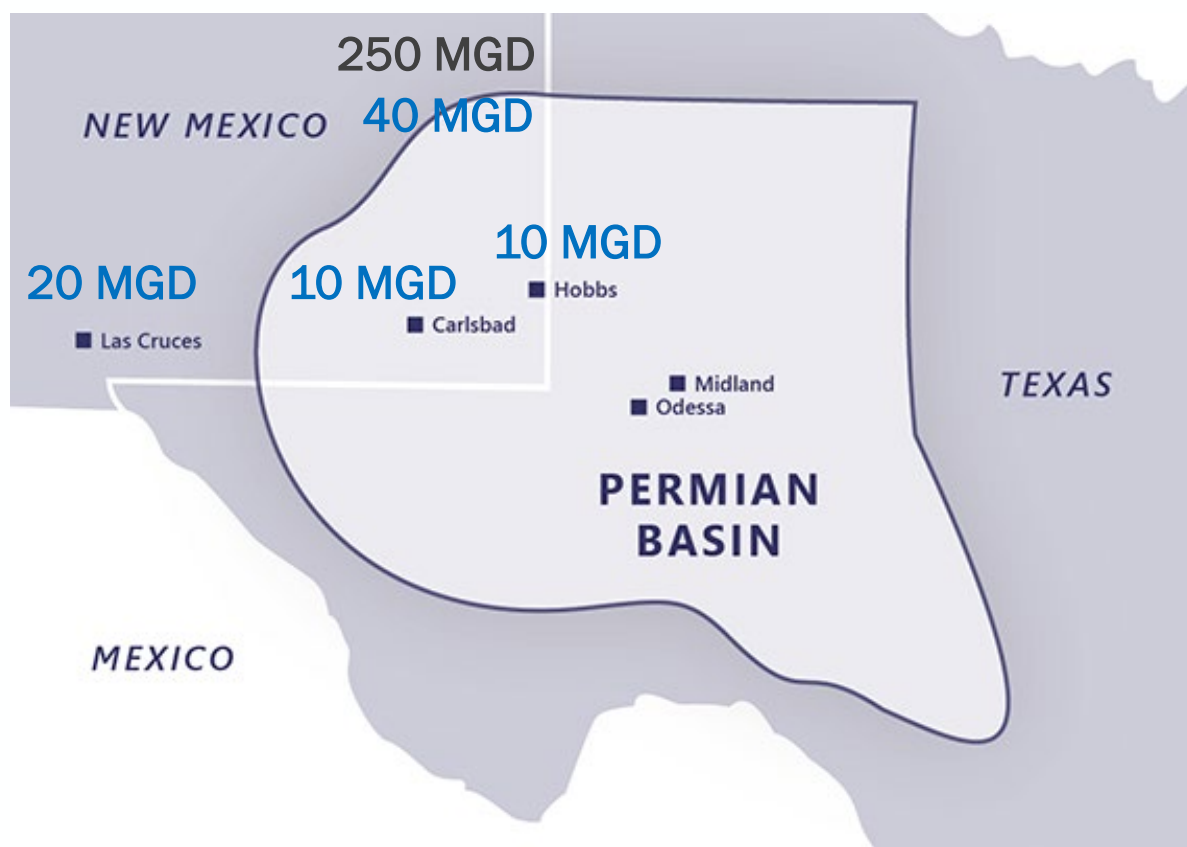 250 MGD
NEW MEXICO
40 MGD
10 MGD
20 MGD
10 MGD
Hobbs
Carlsbad
Las Cruces
Midland
TEXAS
Odessa
PERMIAN
BASIN
MEXICO